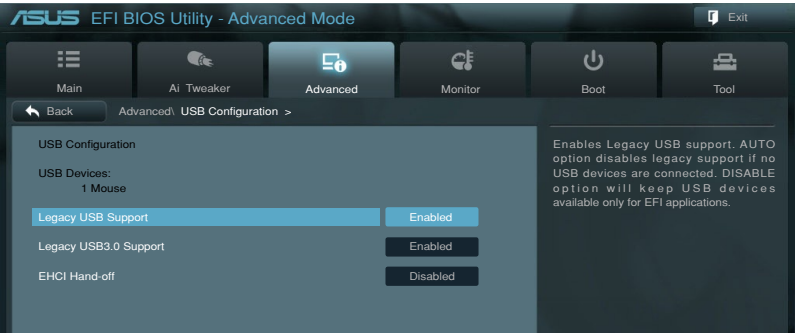 ASUS EFI BIOS Utility - Advanced Mode
Exit
Main
Ai Tweaker
Advanced
Monitor
Boot
Tool
Back
Advanced\ USB Configuration >
USB Configuration
USB Devices:
1 Mouse
Legacy USB Support Enabled
Legacy USB3.0 Support Enabled
EHCI Hand-off Disabled
Enables Legacy USB support. AUTO
option disables legacy support if no
USB devices are connected. DISABLE
option will keep USB devices
available only for EFI applications.